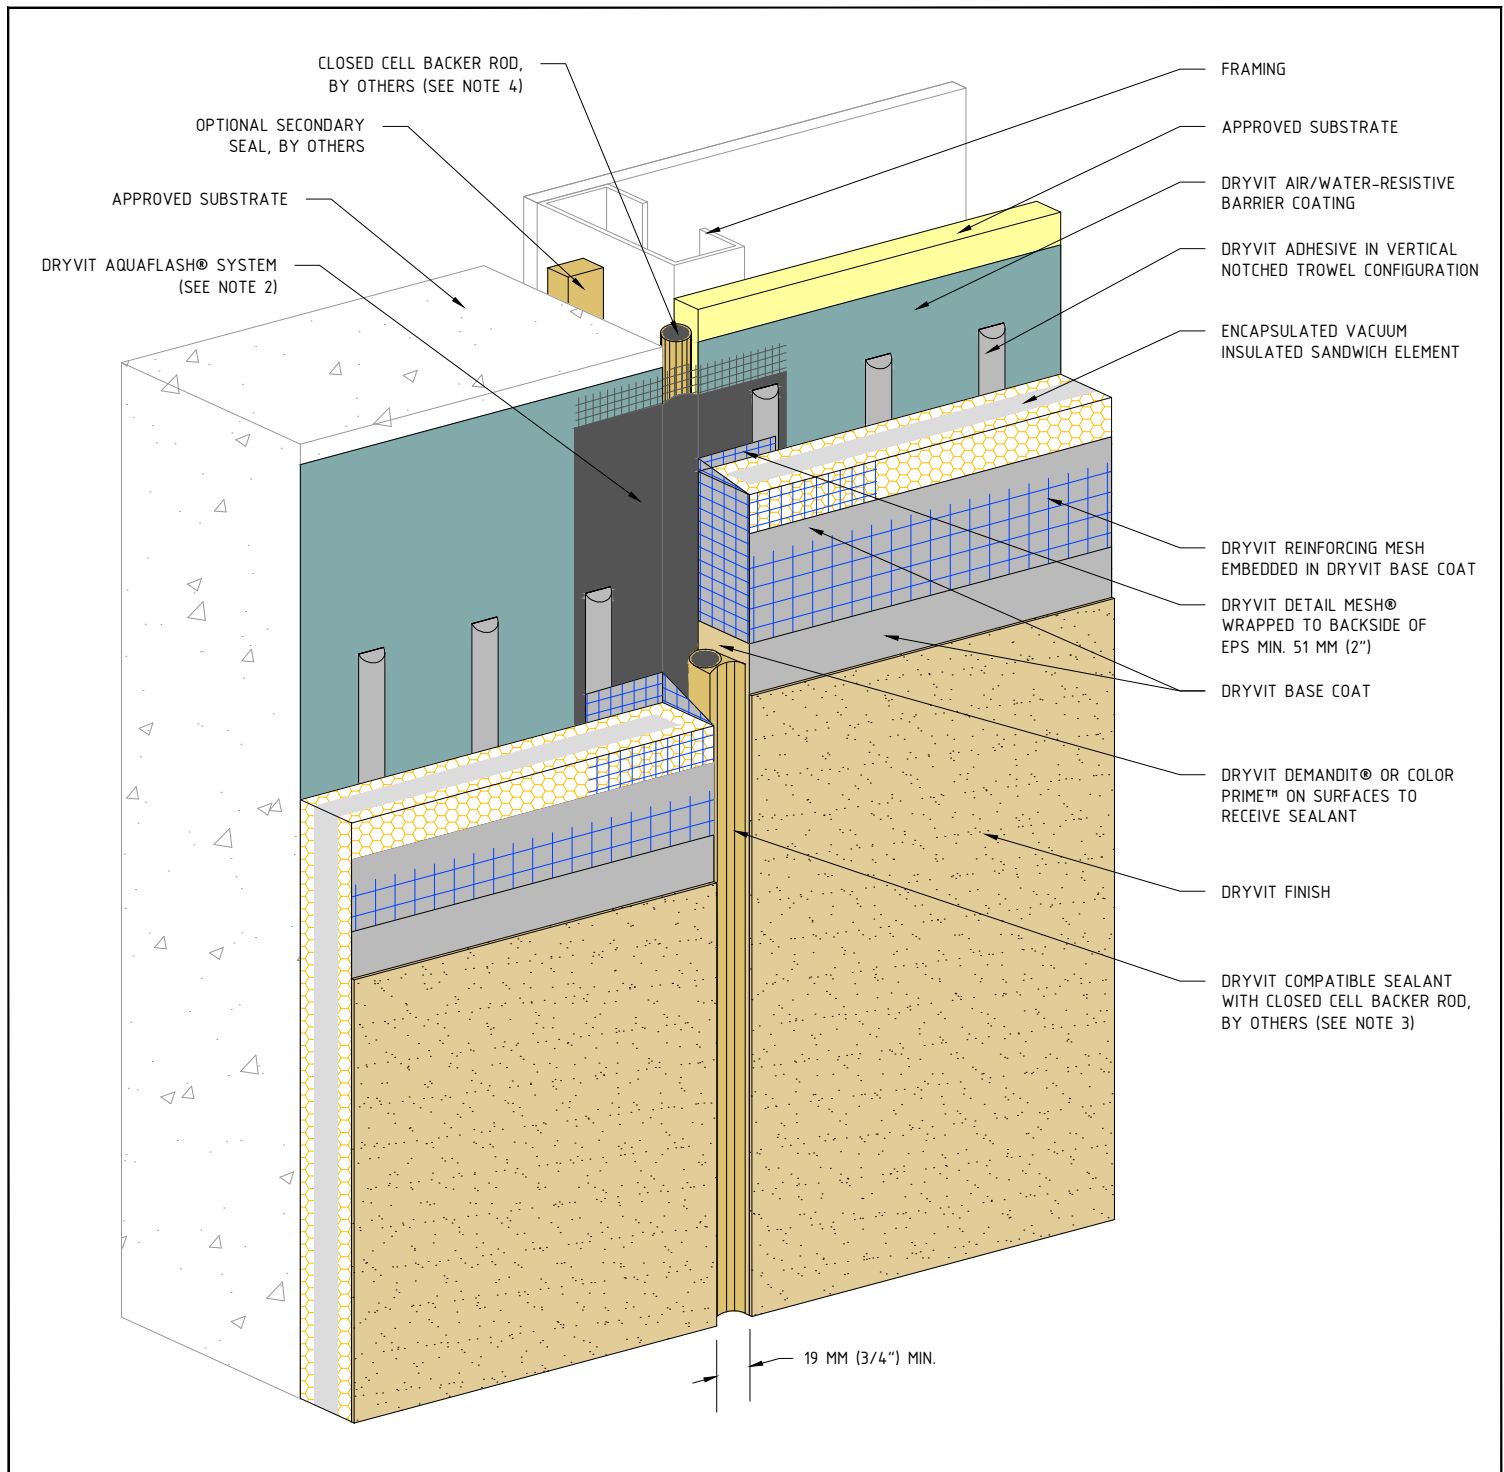 CLOSED CELL BACKER ROD,
BY OTHERS (SEE NOTE 4)
OPTIONAL SECONDARY
SEAL, BY OTHERS
APPROVED SUBSTRATE
DRYVIT AQUAFLASH® SYSTEM
(SEE NOTE 2)
FRAMING
APPROVED SUBSTRATE
DRYVIT AIR/WATER-RESISTIVE
BARRIER COATING
DRYVIT ADHESIVE IN VERTICAL
NOTCHED TROWEL CONFIGURATION
ENCAPSULATED VACUUM
INSULATED SANDWICH ELEMENT
DRYVIT REINFORCING MESH
EMBEDDED IN DRYVIT BASE COAT
DRYVIT DETAIL MESH®
WRAPPED TO BACKSIDE OF
EPS MIN. 51 MM (2")
DRYVIT BASE COAT
DRYVIT DEMANDIT® OR COLOR
PRIME™ ON SURFACES TO
RECEIVE SEALANT
DRYVIT FINISH
DRYVIT COMPATIBLE SEALANT
WITH CLOSED CELL BACKER ROD,
BY OTHERS (SEE NOTE 3)
19 MM (3/4") MIN.